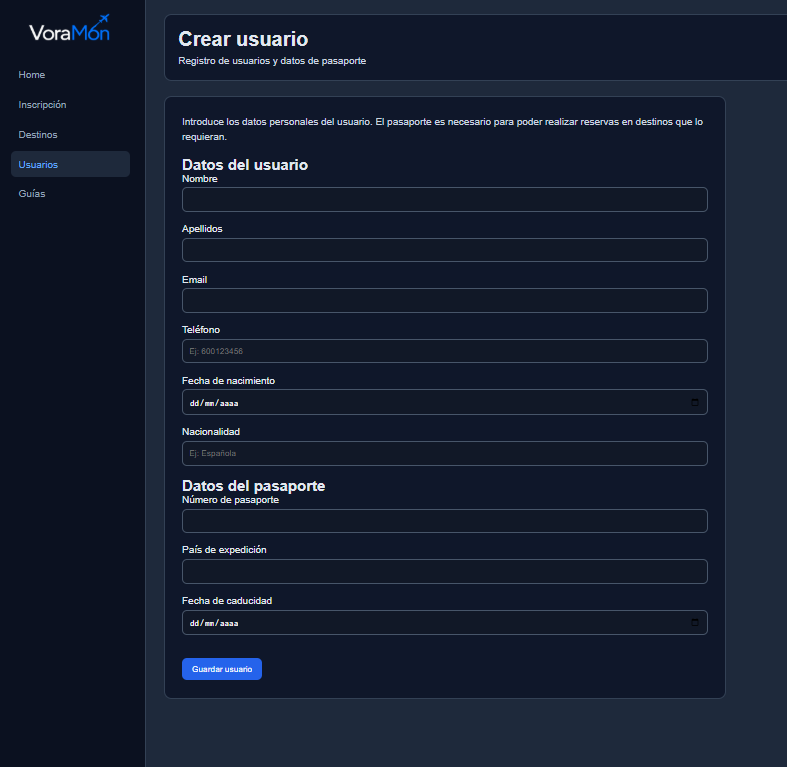 VoraMón
Home
Inscripción
Destinos
Usuarios
Guías
Crear usuario
Registro de usuarios y datos de pasaporte
Introduce los datos personales del usuario. El pasaporte es necesario para poder realizar reservas en destinos que lo
requieran.
Datos del usuario
Nombre
Apellidos
Email
Teléfono
Ej: 600123456
Fecha de nacimiento
dd/mm/aaaa
Nacionalidad
Ej: Española
Datos del pasaporte
Número de pasaporte
País de expedición
Fecha de caducidad
dd/mm/aaaa
Guardar usuario